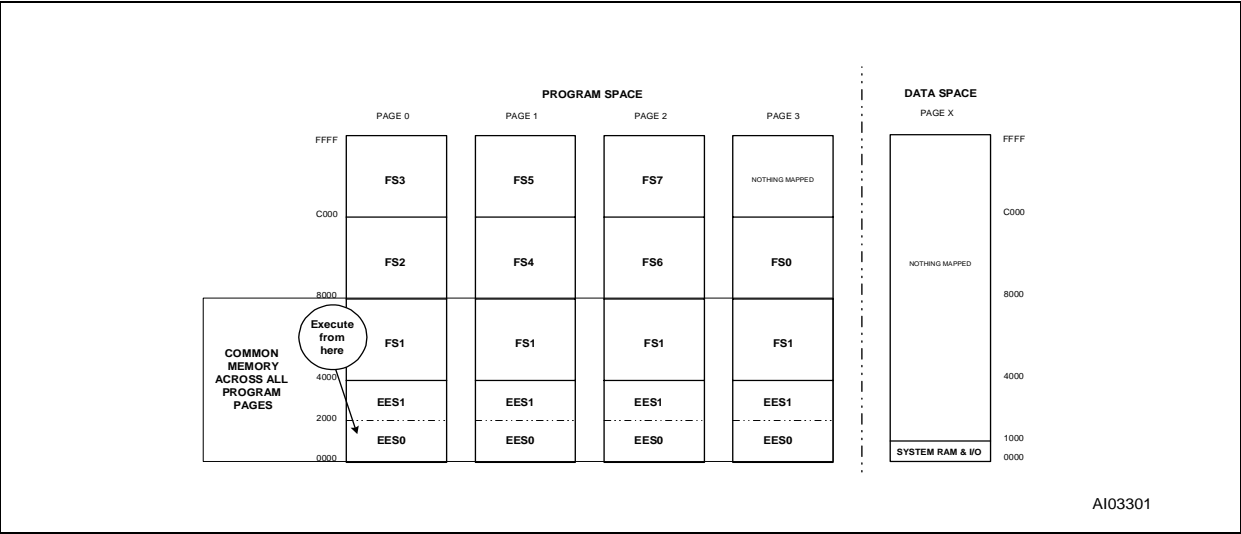 PROGRAM SPACE
DATA SPACE
PAGE 0 PAGE 1 PAGE 2 PAGE 3 PAGE X
FFFF FFFF
FS3 FS5 FS7 NOTHING MAPPED
C000 C000
FS2 FS4 FS6 FS0 NOTHING MAPPED
8000 8000
Execute
from
here
FS1 FS1 FS1 FS1
COMMON
MEMORY
ACROSS ALL
PROGRAM
PAGES
4000 4000
EES1 EES1 EES1 EES1
2000
1000
EES0 EES0 EES0 EES0
SYSTEM RAM & I/O
0000 0000
AI03301